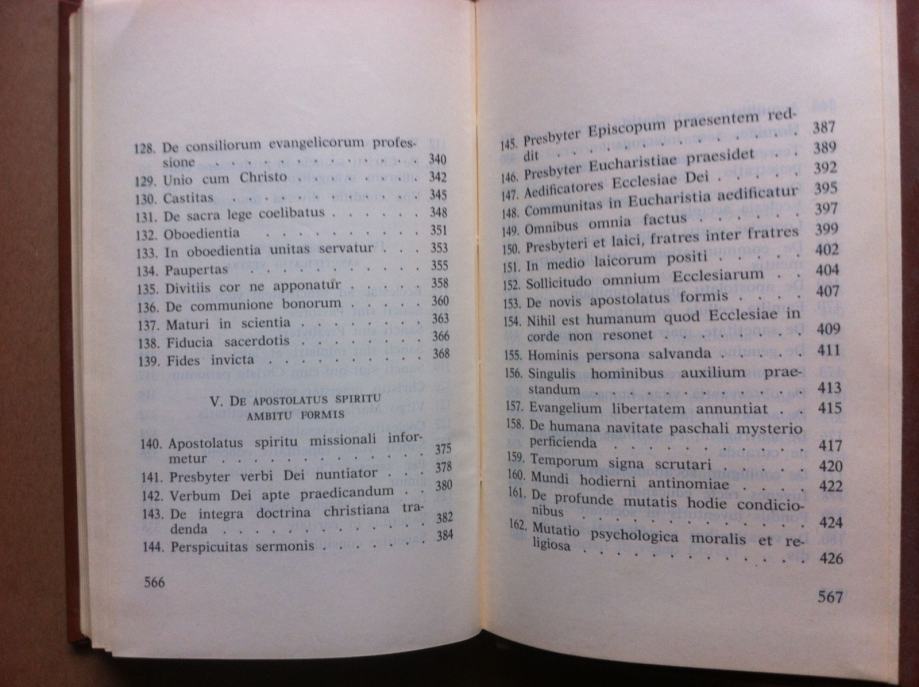 128. De consiliorum evangelicorum profes-
sione . . . . . . . . . . . 340
129. Unio cum Christo . . . . . . . 342
130. Castitas . . . . . . . . . . . 345
131. De sacra lege coelibatus . . . . . . 348
132. Oboedientia . . . . . . . . . . 351
133. In oboedientia unitas servatur . . . 353
134. Paupertas . . . . . . . . . . . 355
135. Divitiis cor ne apponatur . . . . . 358
136. De communione bonorum . . . . . 360
137. Maturi in scientia . . . . . . . . 363
138. Fiducia sacerdotis . . . . . . . . 366
139. Fides invicta . . . . . . . . . . 368
V. De apostolatus spiritu
ambitu formis
140. Apostolatus spiritu missionali infor-
metur . . . . . . . . . . . . 375
141. Presbyter verbi Dei nuntiator . . . 378
142. Verbum Dei apte praedicandum . . 380
143. De integra doctrina christiana tra-
denda . . . . . . . . . . . . 382
144. Perspicuitas sermonis . . . . . . . 384
566
145. Presbyter Episcopum praesentem red-
dit . . . . . . . . . . . . . 387
146. Presbyter Eucharistiae praesidet . . 389
147. Aedificatores Ecclesiae Dei . . . . . 392
148. Communitas in Eucharistia aedificatur 395
149. Omnibus omnia factus . . . . . . 397
150. Presbyteri et laici, fratres inter fratres 399
151. In medio laicorum positi . . . . . 402
152. Sollicitudo omnium Ecclesiarum . . 404
153. De novis apostolatus formis . . . . 407
154. Nihil est humanum quod Ecclesiae in
corde non resonet . . . . . . . 409
155. Hominis persona salvanda . . . . . 411
156. Singulis hominibus auxilium prae-
standum . . . . . . . . . . . 413
157. Evangelium libertatem annuntiat . . 415
158. De humana navitate paschali mysterio
perficienda . . . . . . . . . . 417
159. Temporum signa scrutari . . . . . 420
160. Mundi hodierni antinomiae . . . . 422
161. De profunde mutatis hodie condicio-
nibus . . . . . . . . . . . . 424
162. Mutatio psychologica moralis et re-
ligiosa . . . . . . . . . . . . 426
567